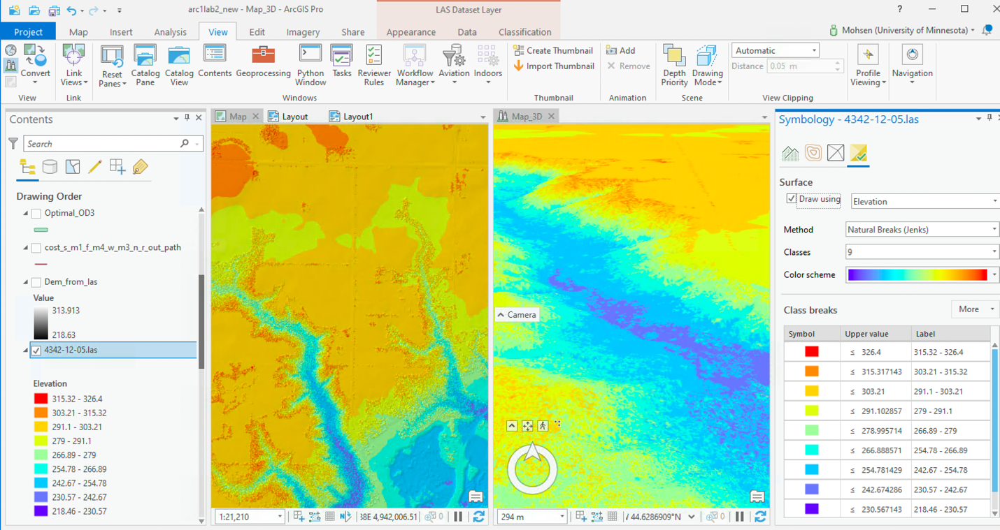 arc1lab2_new - Map_3D - ArcGIS Pro
LAS Dataset Layer
?
Project Map Insert Analysis View Edit Imagery Share Appearance Data Classification
Mohsen (University of Minnesota)
Convert
Link Views
Reset Panes
Catalog Pane
Catalog View
Contents
Geoprocessing
Python Window
Tasks
Reviewer Rules
Workflow Manager
Aviation
Indoors
Create Thumbnail
Import Thumbnail
Add
Remove
Depth Priority
Drawing Mode
Automatic
Distance 0.05 m
Profile Viewing
Navigation
View Link Windows Thumbnail Animation Scene View Clipping
Contents
Search
Drawing Order
Optimal_OD3
cost_s_m1_f_m4_w_m3_n_r_out_path
Dem_from_las
Value
313.913
218.63
4342-12-05.las
Elevation
315.32 - 326.4
303.21 - 315.32
291.1 - 303.21
279 - 291.1
266.89 - 279
254.78 - 266.89
242.67 - 254.78
230.57 - 242.67
218.46 - 230.57
Map Layout Layout1
1:21,210
38E 4,942,006.51
0
Map_3D
Camera
294 m
44.6286909°N
0
Symbology - 4342-12-05.las
Surface
Draw using Elevation
Method Natural Breaks (Jenks)
Classes 9
Color scheme
Class breaks More
Symbol Upper value Label
≤ 326.4 315.32 - 326.4
≤ 315.317143 303.21 - 315.32
≤ 303.21 291.1 - 303.21
≤ 291.102857 279 - 291.1
≤ 278.995714 266.89 - 279
≤ 266.888571 254.78 - 266.89
≤ 254.781429 242.67 - 254.78
≤ 242.674286 230.57 - 242.67
≤ 230.567143 218.46 - 230.57